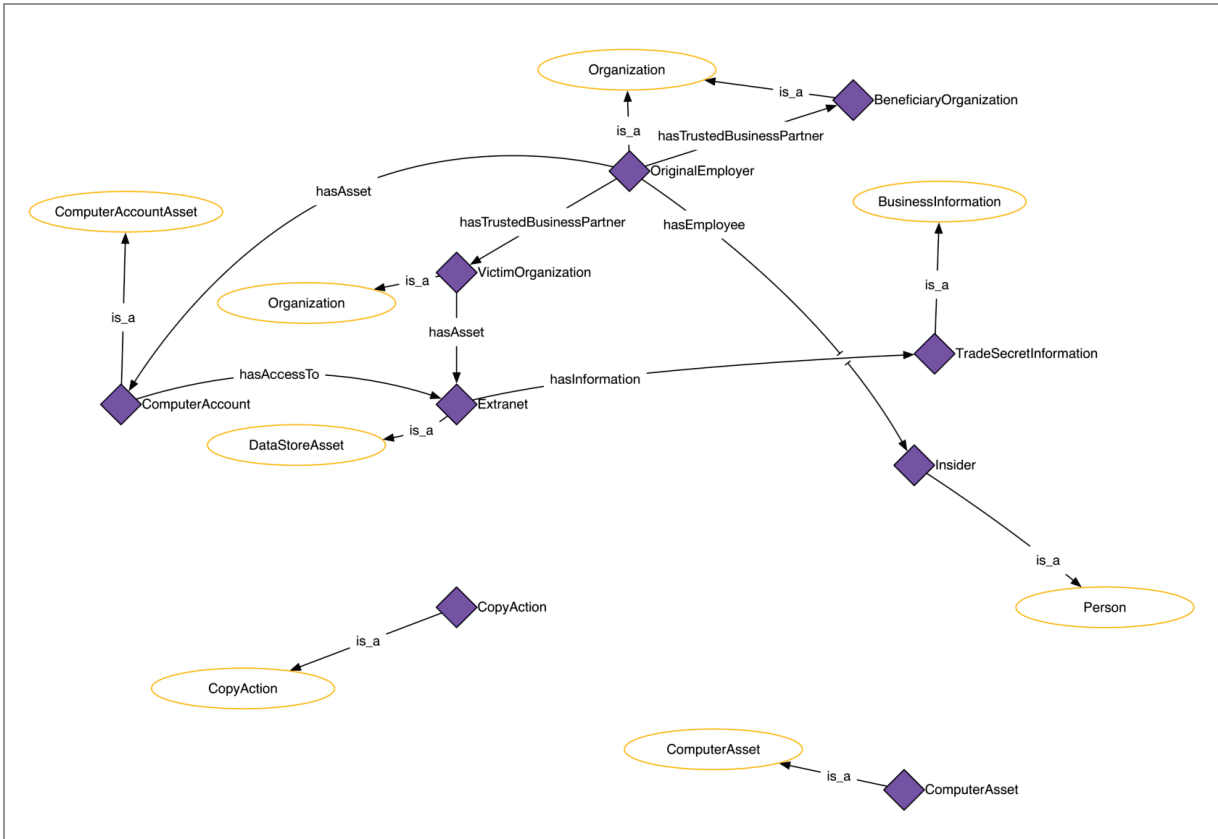 Organization
is_a
BeneficiaryOrganization
is_a
hasTrustedBusinessPartner
OriginalEmployer
hasAsset
ComputerAccountAsset
BusinessInformation
hasTrustedBusinessPartner
hasEmployee
VictimOrganization
is_a
Organization
is_a
is_a
hasAsset
TradeSecretInformation
hasAccessTo
hasInformation
ComputerAccount
Extranet
is_a
DataStoreAsset
Insider
is_a
Person
CopyAction
is_a
CopyAction
ComputerAsset
is_a
ComputerAsset